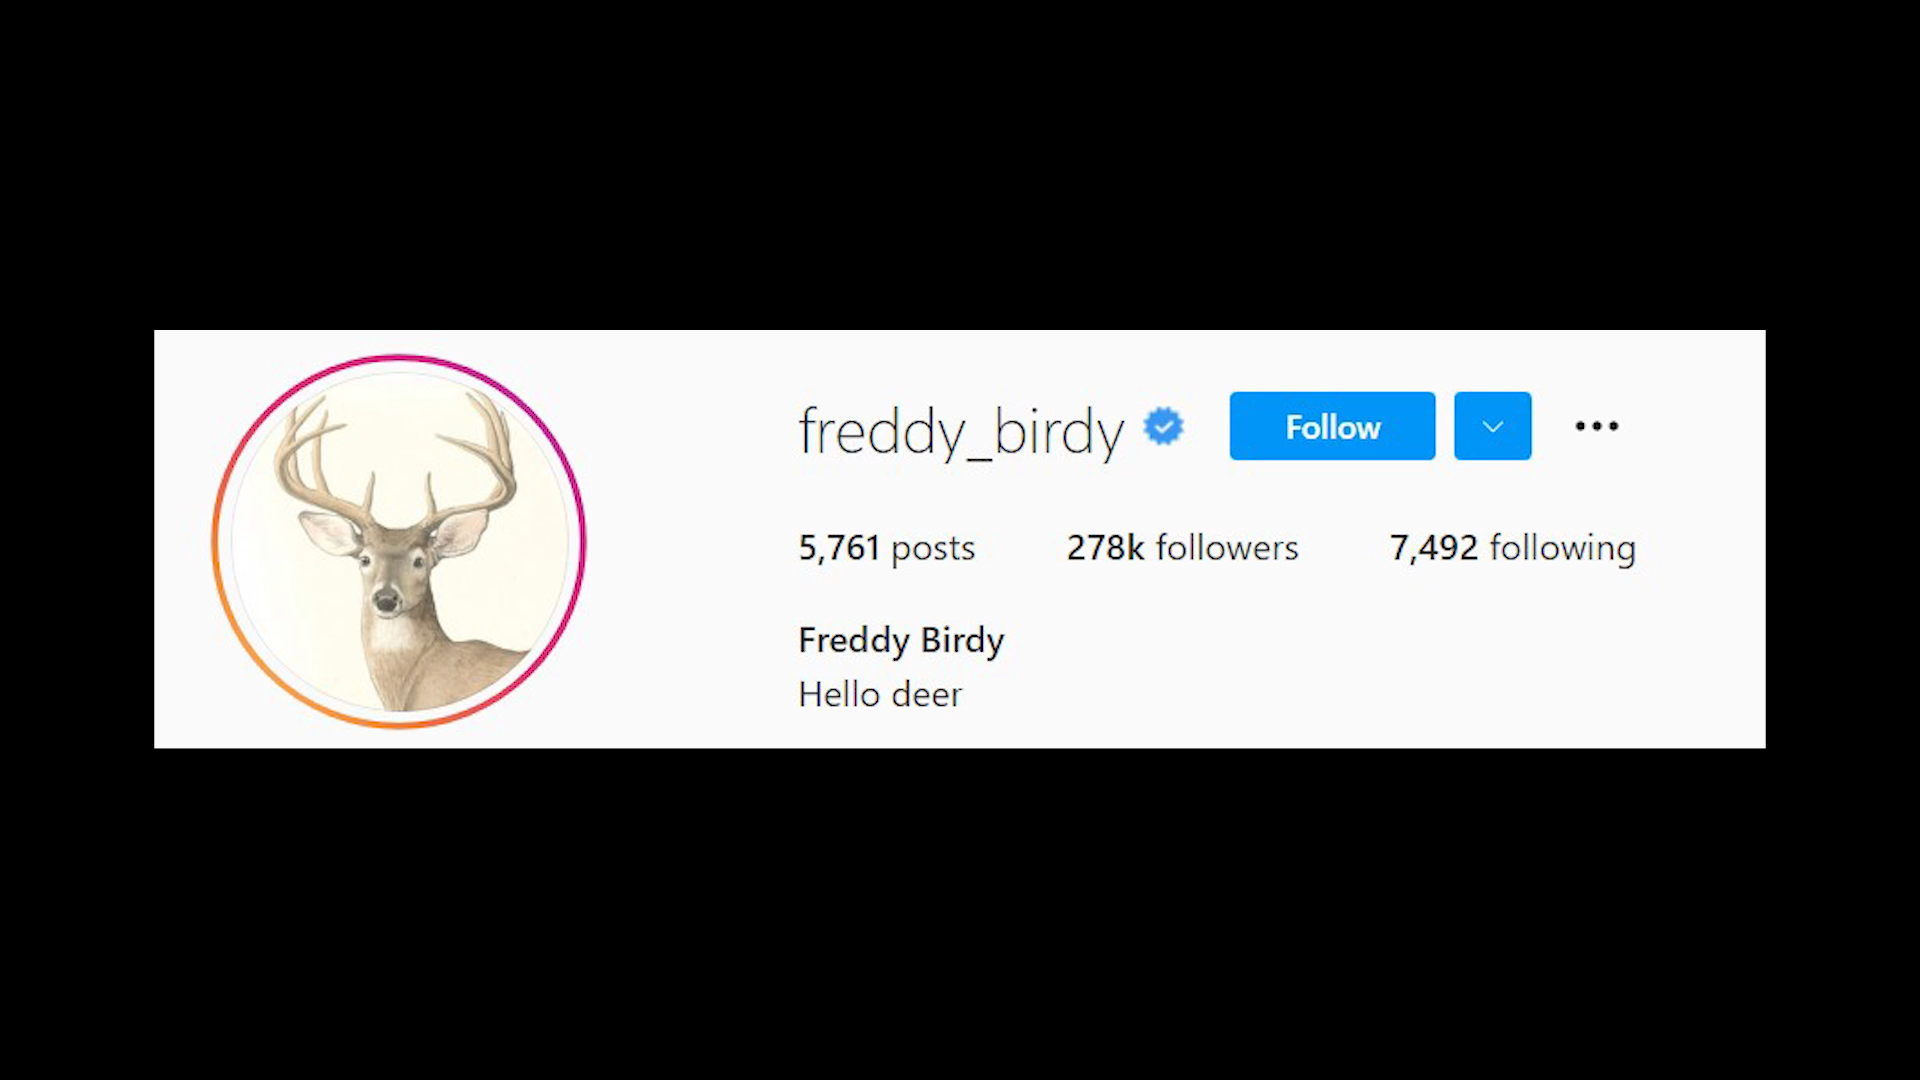 freddy_birdy Follow
5,761 posts 278k followers 7,492 following
Freddy Birdy
Hello deer